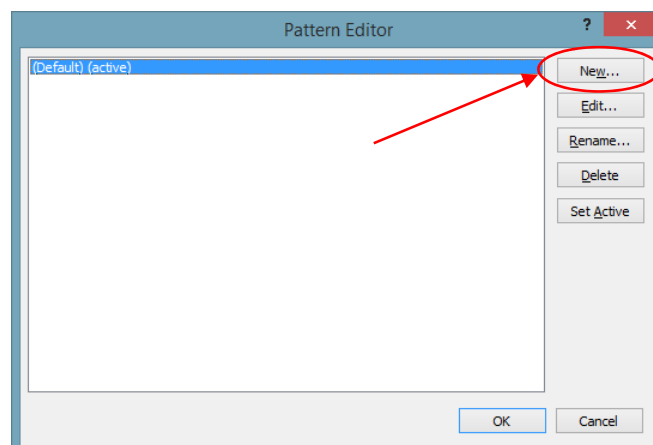 Pattern Editor
?
(Default) (active)
New...
Edit...
Rename...
Delete
Set Active
OK
Cancel